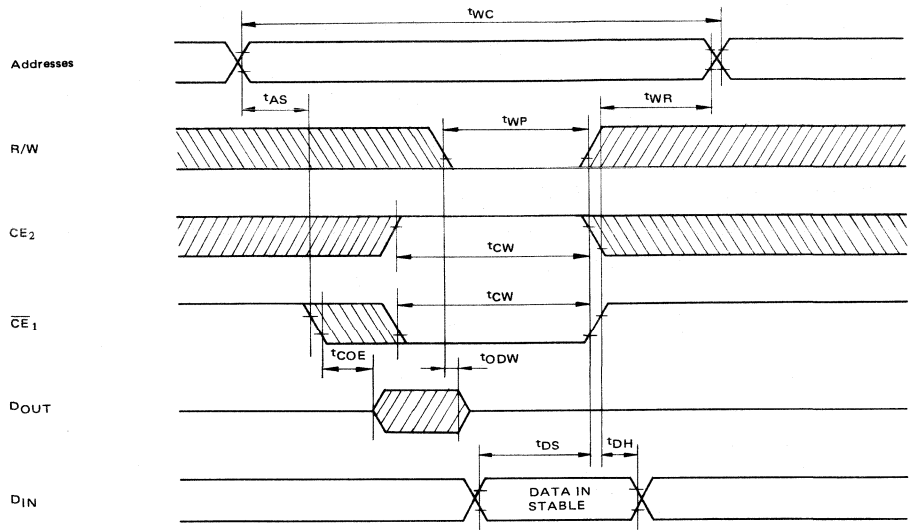 tWC
Addresses
tAS
tWR
tWP
R/W
CE2
tCW
tCW
CE1
tCOE
tODW
DOUT
tDS
tDH
DIN
DATA IN
STABLE